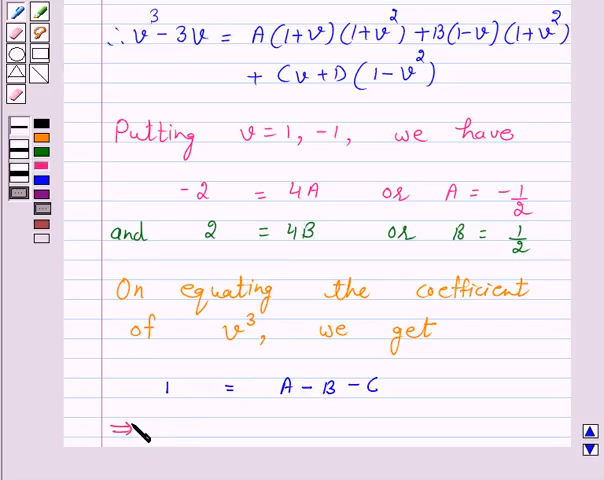 ∴ v³ - 3v = A(1+v)(1+v²) + B(1-v)(1+v²)
+ Cv + D(1-v²)
Putting v = 1, -1, we have
-2 = 4A or A = -1/2
and 2 = 4B or B = 1/2
On equating the coefficient
of v³, we get
1 = A - B - C
⇒